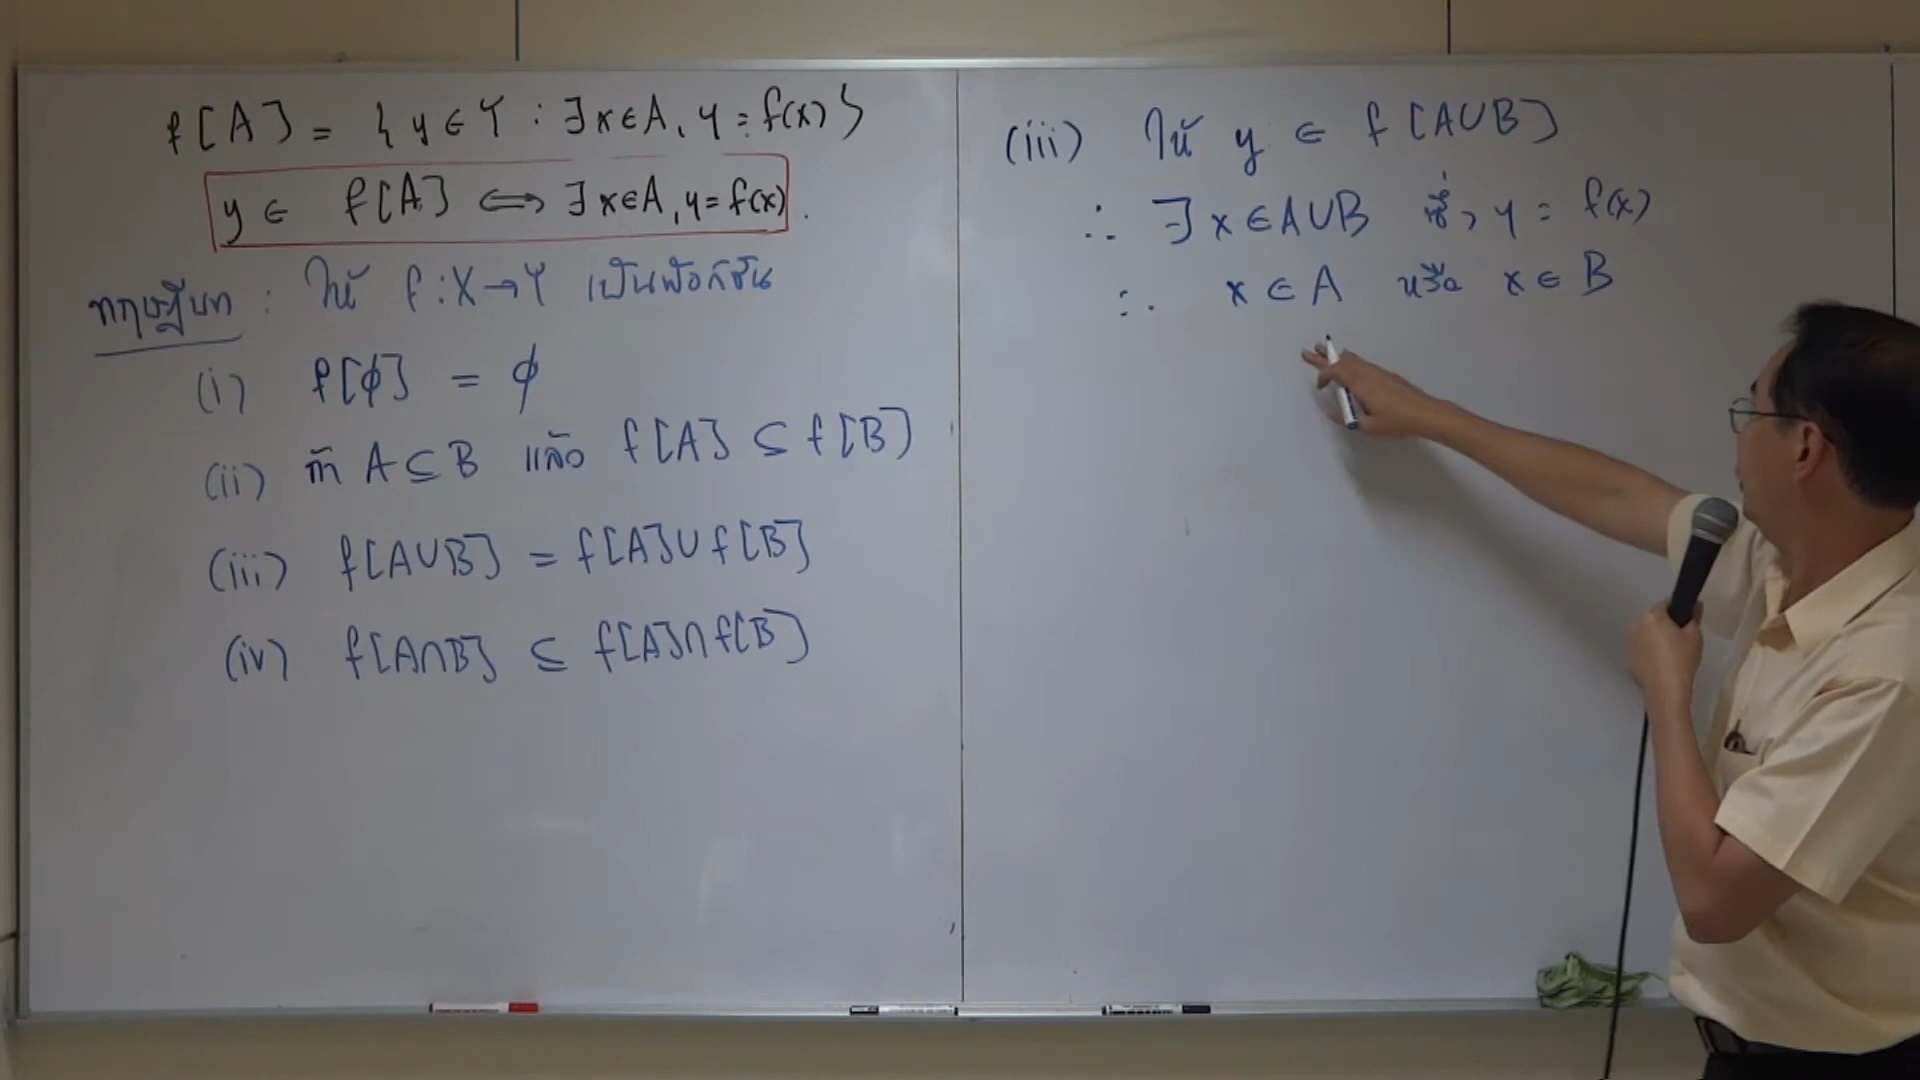 f[A] = { y ∈ Y : ∃x∈A, y = f(x) }
y ∈ f[A] ⟺ ∃x∈A, y = f(x).
ทฤษฎีบท : ให้ f : X → Y เป็นฟังก์ชัน
(i) f[ϕ] = ϕ
(ii) ถ้า A ⊆ B แล้ว f[A] ⊆ f[B]
(iii) f[A∪B] = f[A]∪f[B]
(iv) f[A∩B] ⊆ f[A]∩f[B]
(iii) ให้ y ∈ f[A∪B]
∴ ∃ x ∈ A∪B ซึ่ง, y = f(x)
∴ x ∈ A หรือ x ∈ B